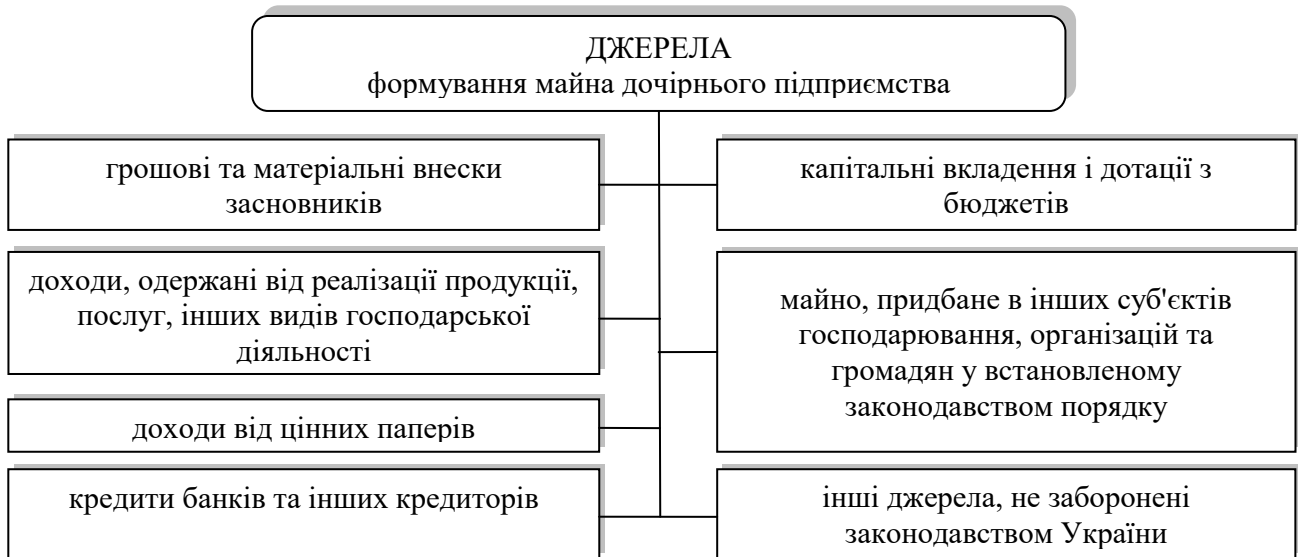 ДЖЕРЕЛА
формування майна дочірнього підприємства
грошові та матеріальні внески
засновників
доходи, одержані від реалізації продукції,
послуг, інших видів господарської
діяльності
доходи від цінних паперів
кредити банків та інших кредиторів
капітальні вкладення і дотації з
бюджетів
майно, придбане в інших суб'єктів
господарювання, організацій та
громадян у встановленому
законодавством порядку
інші джерела, не заборонені
законодавством України